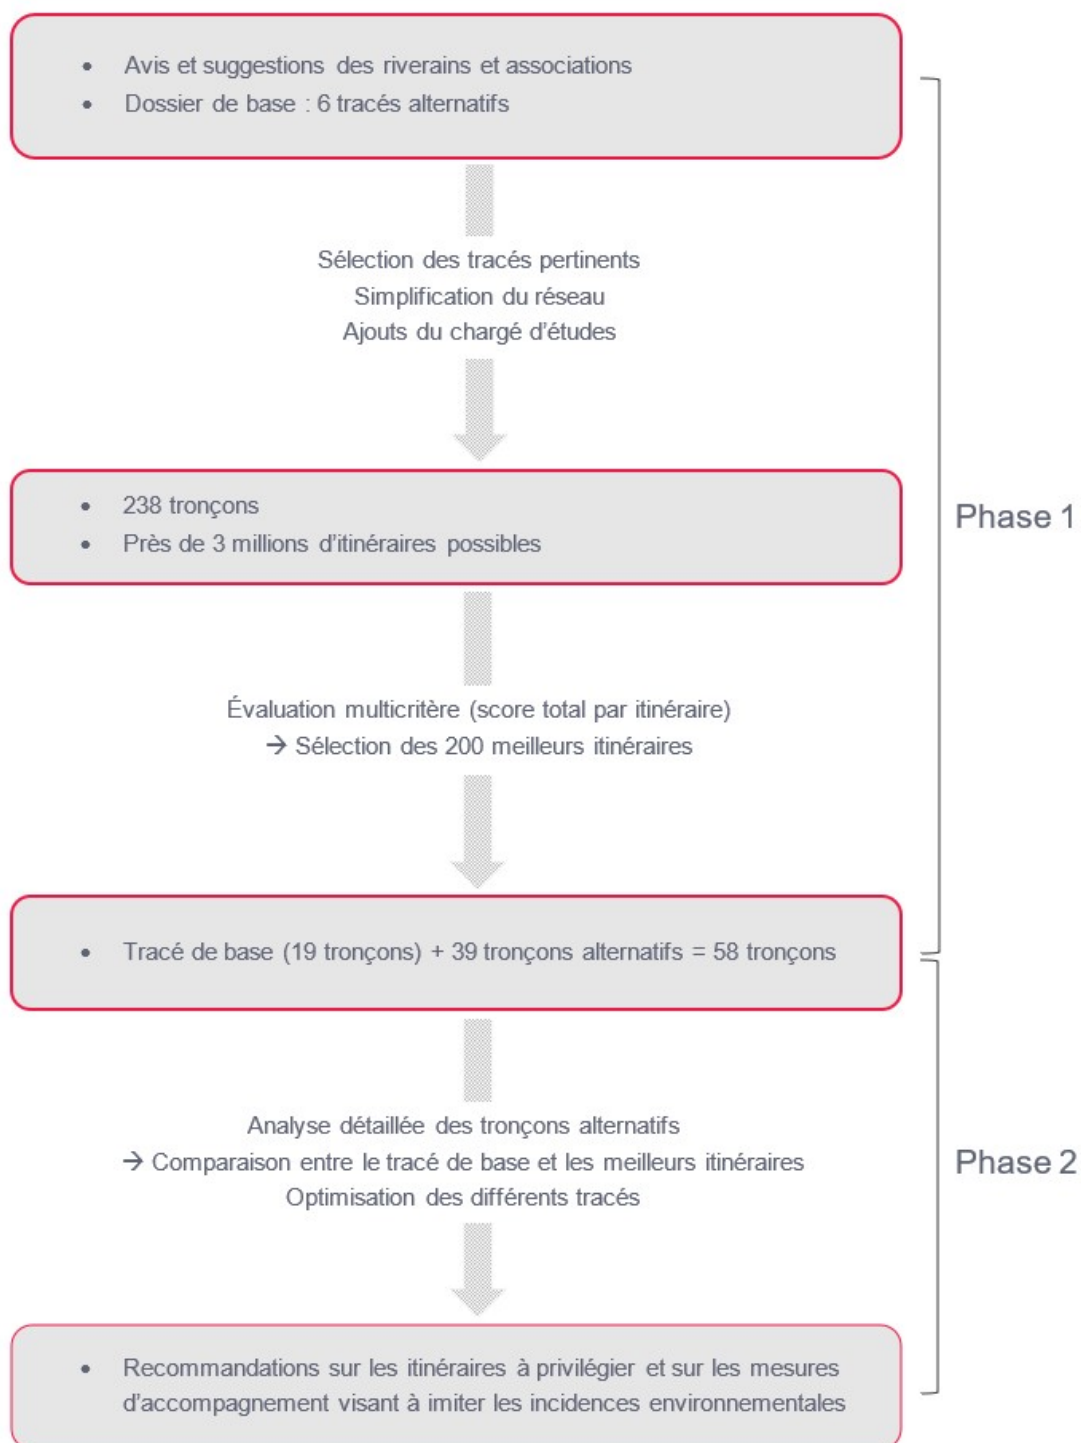 • Avis et suggestions des riverains et associations
• Dossier de base : 6 tracés alternatifs
Sélection des tracés pertinents
Simplification du réseau
Ajouts du chargé d’études
• 238 tronçons
• Près de 3 millions d’itinéraires possibles
Phase 1
Évaluation multicritère (score total par itinéraire)
→ Sélection des 200 meilleurs itinéraires
• Tracé de base (19 tronçons) + 39 tronçons alternatifs = 58 tronçons
Analyse détaillée des tronçons alternatifs
→ Comparaison entre le tracé de base et les meilleurs itinéraires
Optimisation des différents tracés
Phase 2
• Recommandations sur les itinéraires à privilégier et sur les mesures
d’accompagnement visant à imiter les incidences environnementales